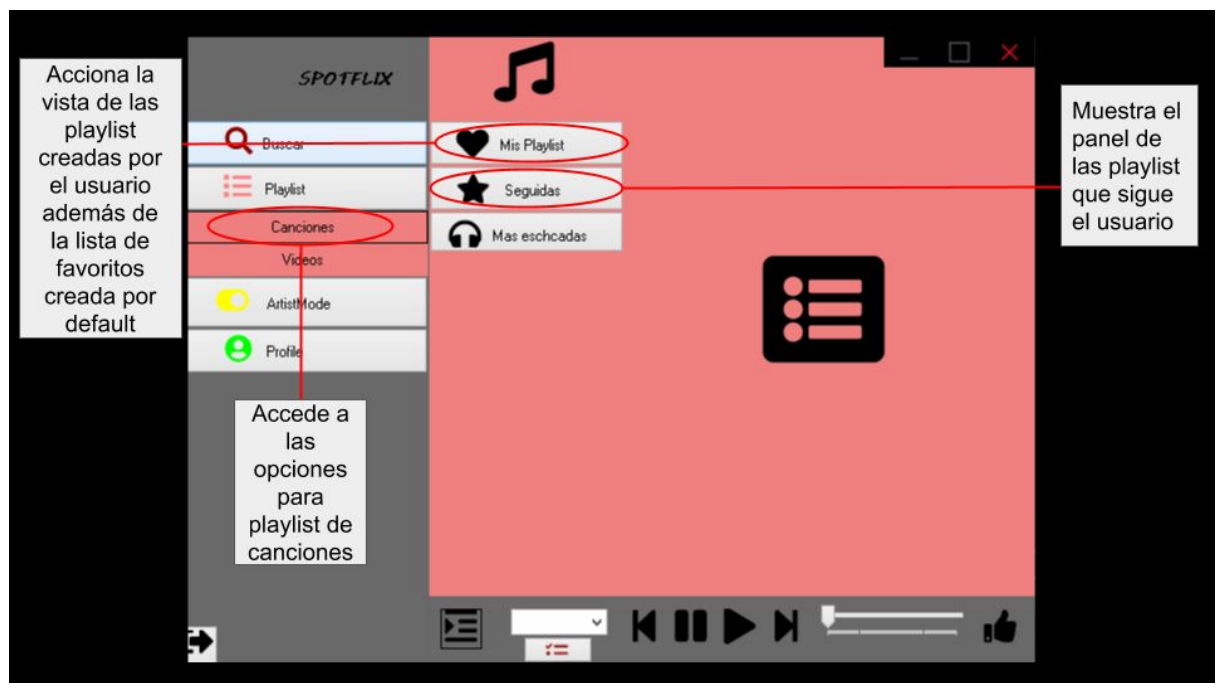 Acciona la
vista de las
playlist
creadas por
el usuario
además de
la lista de
favoritos
creada por
default
SPOTFLIX
Buscar
Playlist
Canciones
Videos
ArtistMode
Profile
Mis Playlist
Seguidas
Mas eschcadas
Muestra el
panel de
las playlist
que sigue
el usuario
Accede a
las
opciones
para
playlist de
canciones